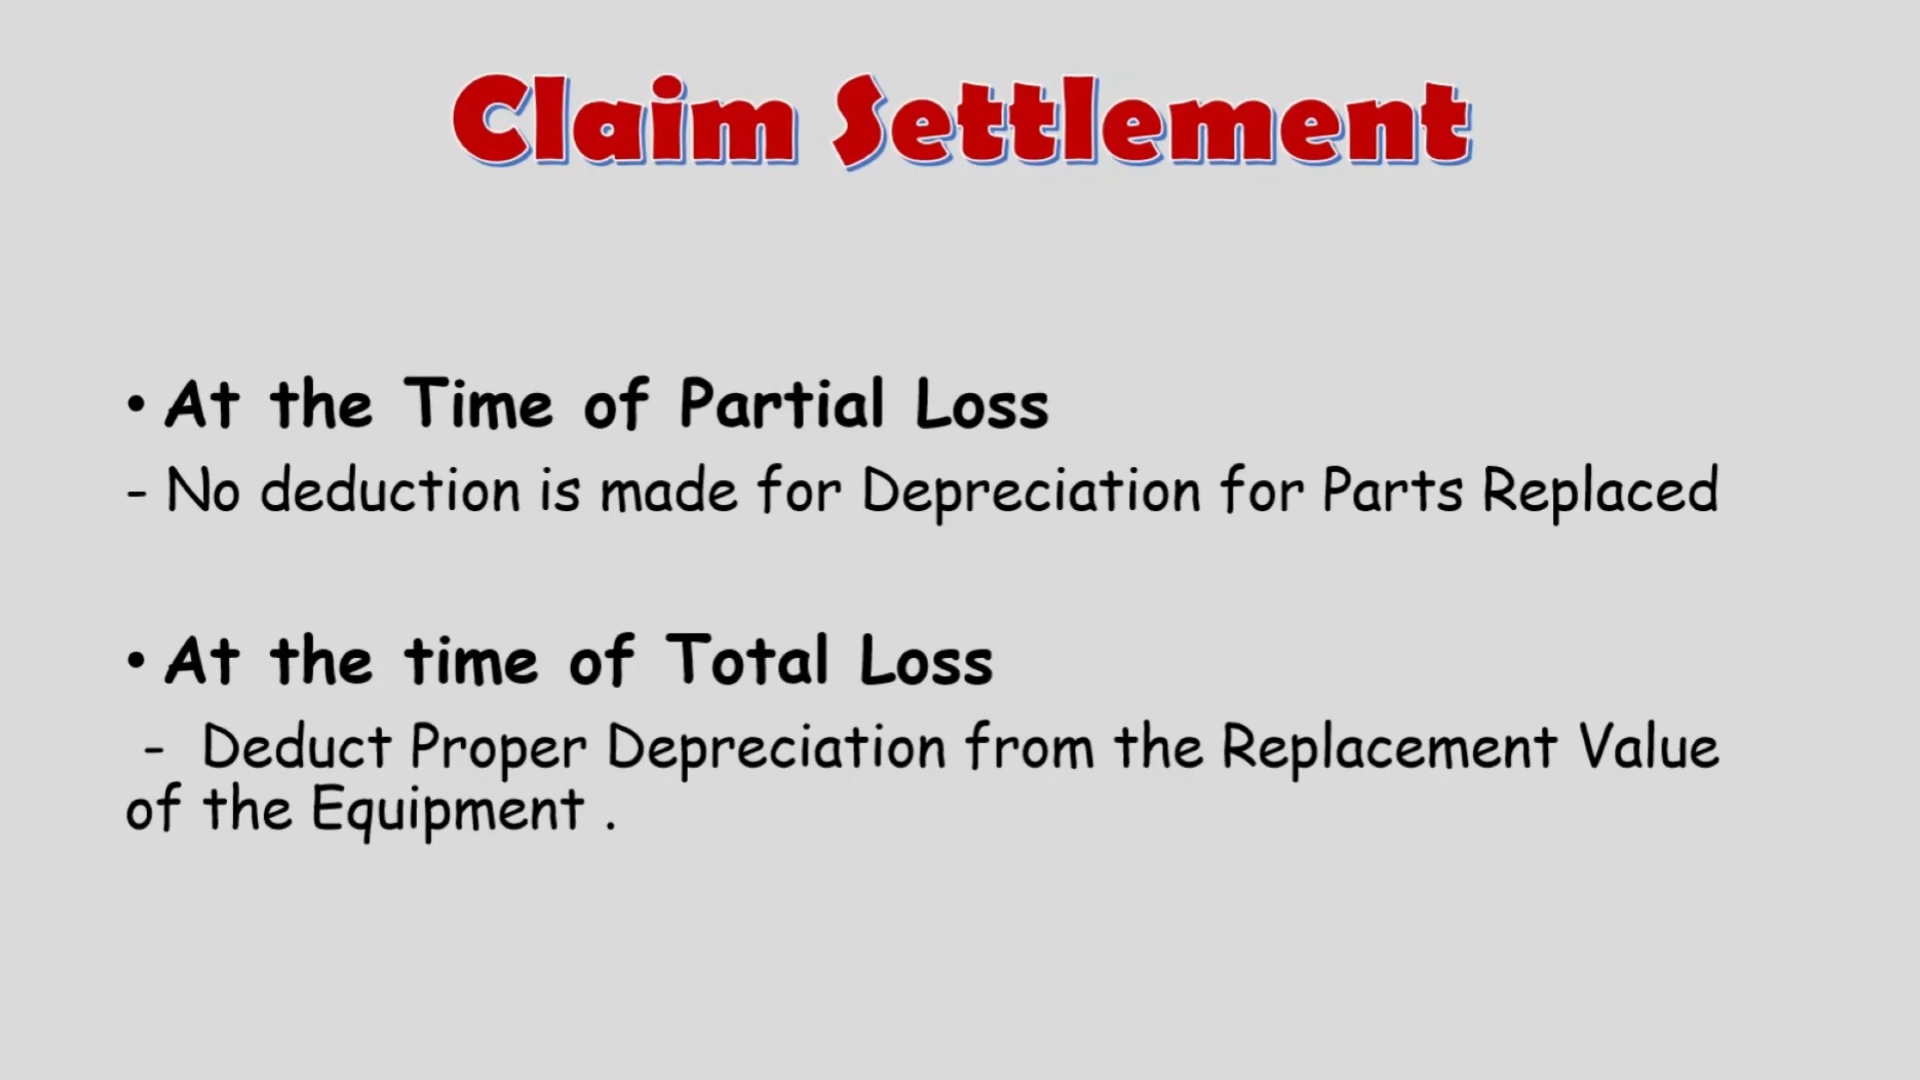 Claim Settlement
• At the Time of Partial Loss
- No deduction is made for Depreciation for Parts Replaced
• At the time of Total Loss
- Deduct Proper Depreciation from the Replacement Value
of the Equipment .